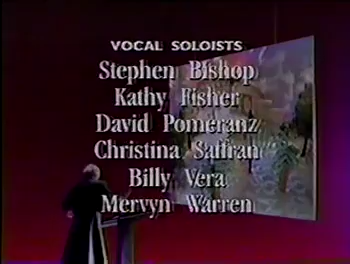 VOCAL SOLOISTS
Stephen Bishop
Kathy Fisher
David Pomeranz
Christina Saffran
Billy Vera
Mervyn Warren